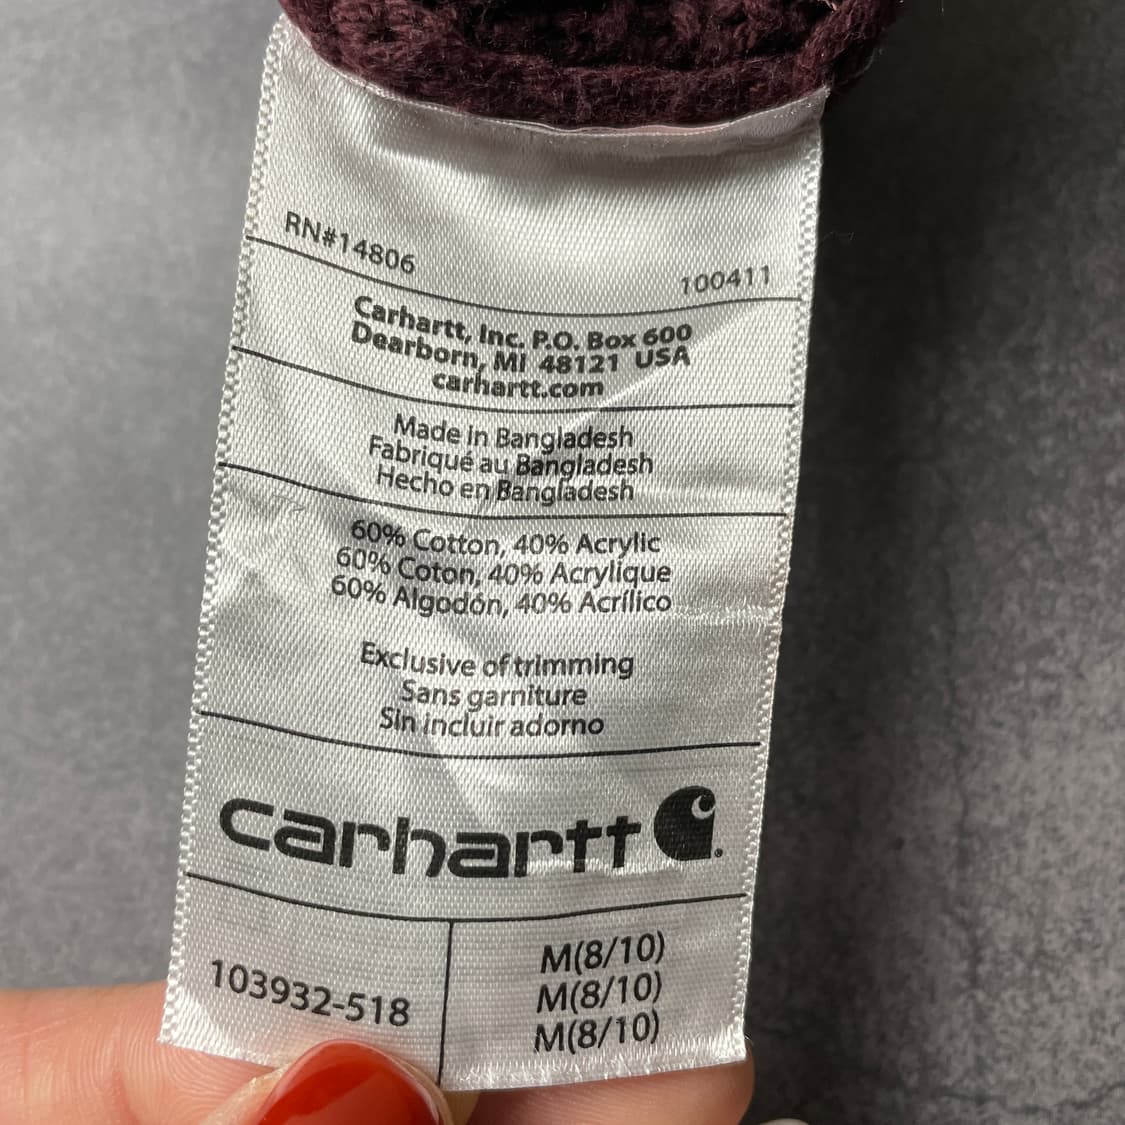 RN#14806
100411
Carhartt, Inc. P.O. Box 600
Dearborn, MI 48121 USA
carhartt.com
Made in Bangladesh
Fabriqué au Bangladesh
Hecho en Bangladesh
60% Cotton, 40% Acrylic
60% Coton, 40% Acrylique
60% Algodón, 40% Acrílico
Exclusive of trimming
Sans garniture
Sin incluir adorno
carhartt
103932-518
M(8/10)
M(8/10)
M(8/10)